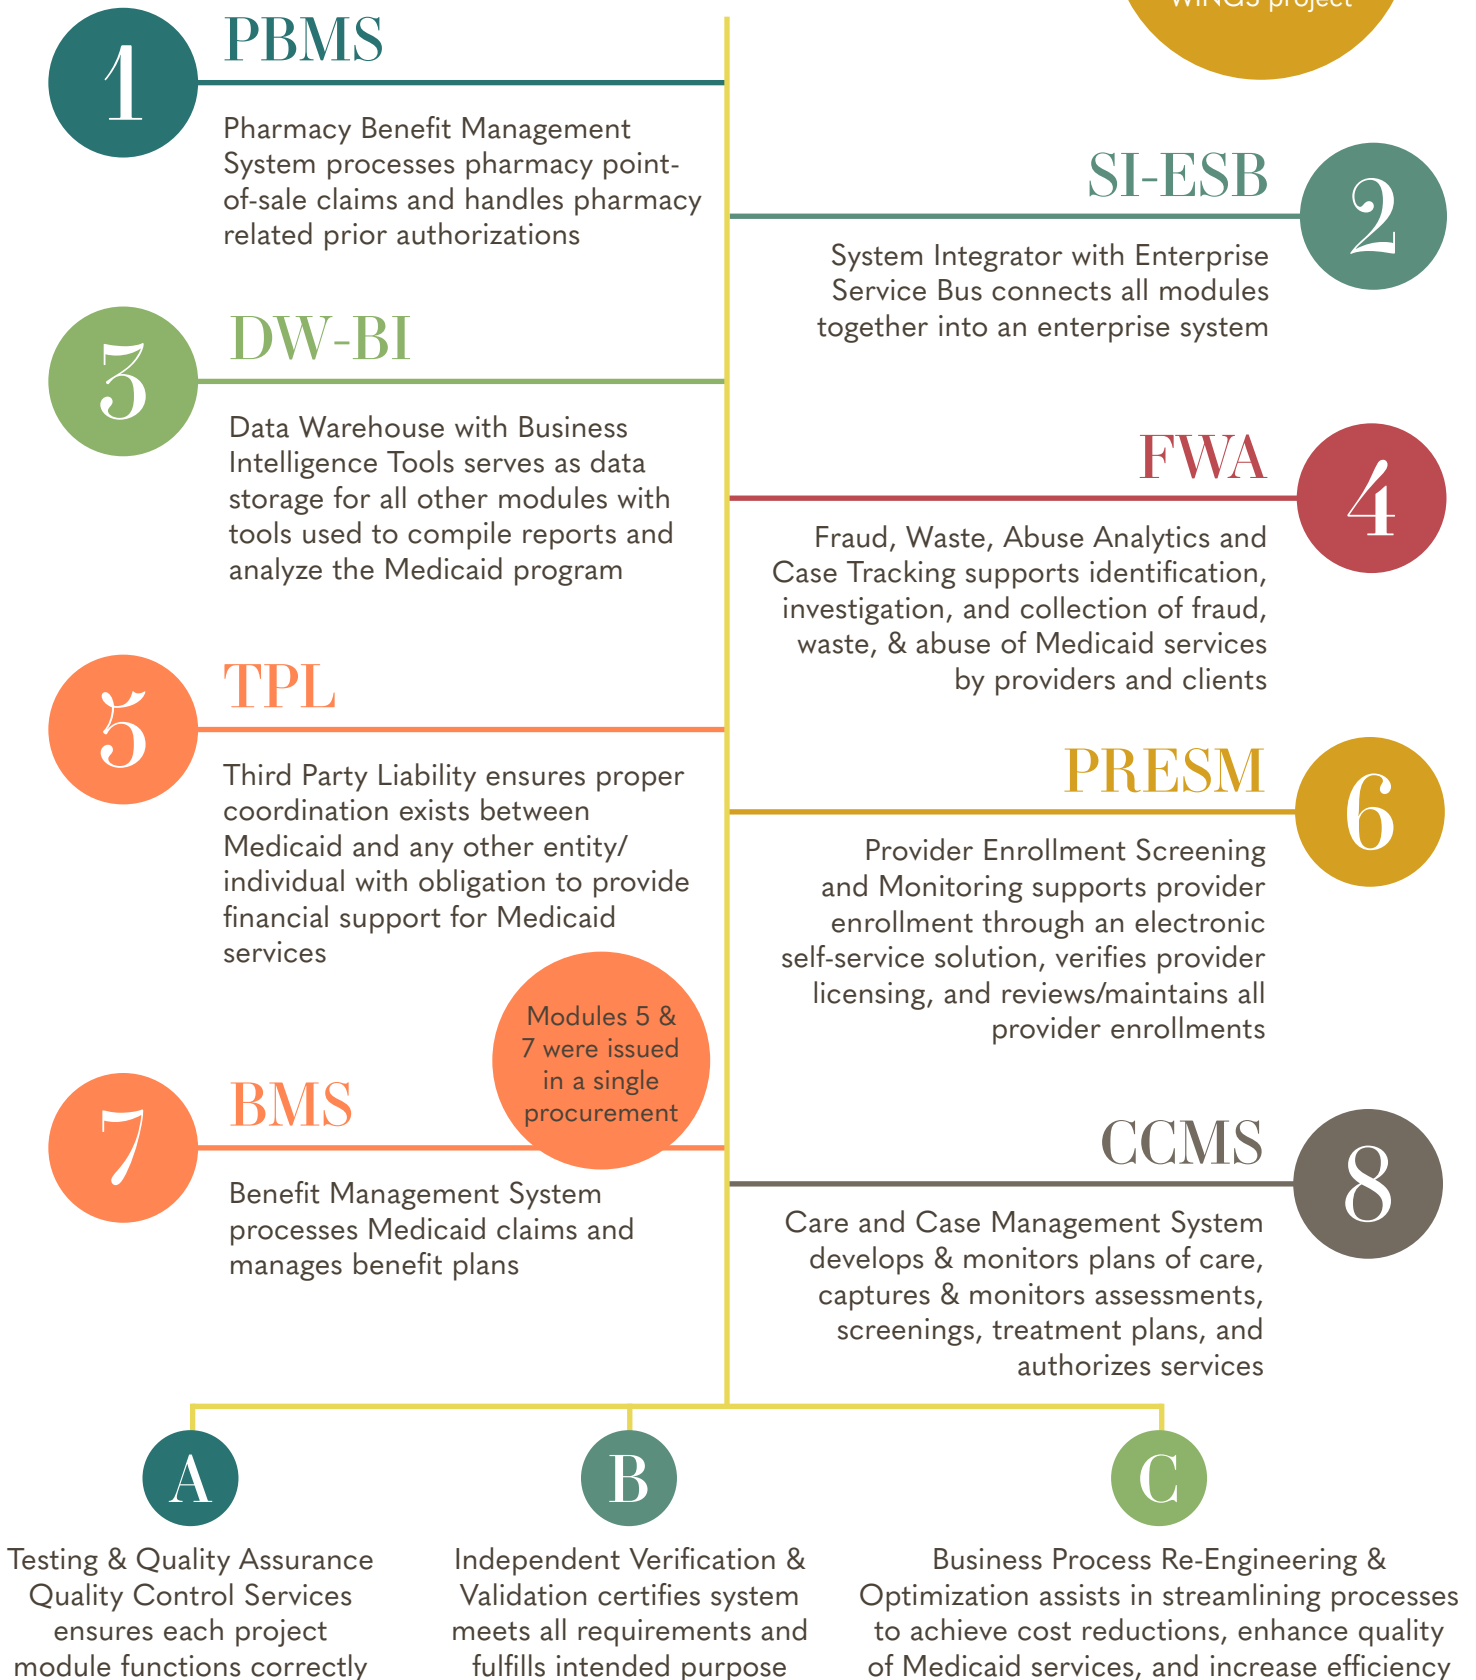 WINGS project
1
PBMS
Pharmacy Benefit Management
System processes pharmacy point-
of-sale claims and handles pharmacy
related prior authorizations
SI-ESB
2
System Integrator with Enterprise
Service Bus connects all modules
together into an enterprise system
3
DW-BI
Data Warehouse with Business
Intelligence Tools serves as data
storage for all other modules with
tools used to compile reports and
analyze the Medicaid program
FWA
4
Fraud, Waste, Abuse Analytics and
Case Tracking supports identification,
investigation, and collection of fraud,
waste, & abuse of Medicaid services
by providers and clients
5
TPL
Third Party Liability ensures proper
coordination exists between
Medicaid and any other entity/
individual with obligation to provide
financial support for Medicaid
services
PRESM
6
Provider Enrollment Screening
and Monitoring supports provider
enrollment through an electronic
self-service solution, verifies provider
licensing, and reviews/maintains all
provider enrollments
Modules 5 &
7 were issued
in a single
procurement
7
BMS
Benefit Management System
processes Medicaid claims and
manages benefit plans
CCMS
8
Care and Case Management System
develops & monitors plans of care,
captures & monitors assessments,
screenings, treatment plans, and
authorizes services
A
Testing & Quality Assurance
Quality Control Services
ensures each project
module functions correctly
B
Independent Verification &
Validation certifies system
meets all requirements and
fulfills intended purpose
C
Business Process Re-Engineering &
Optimization assists in streamlining processes
to achieve cost reductions, enhance quality
of Medicaid services, and increase efficiency